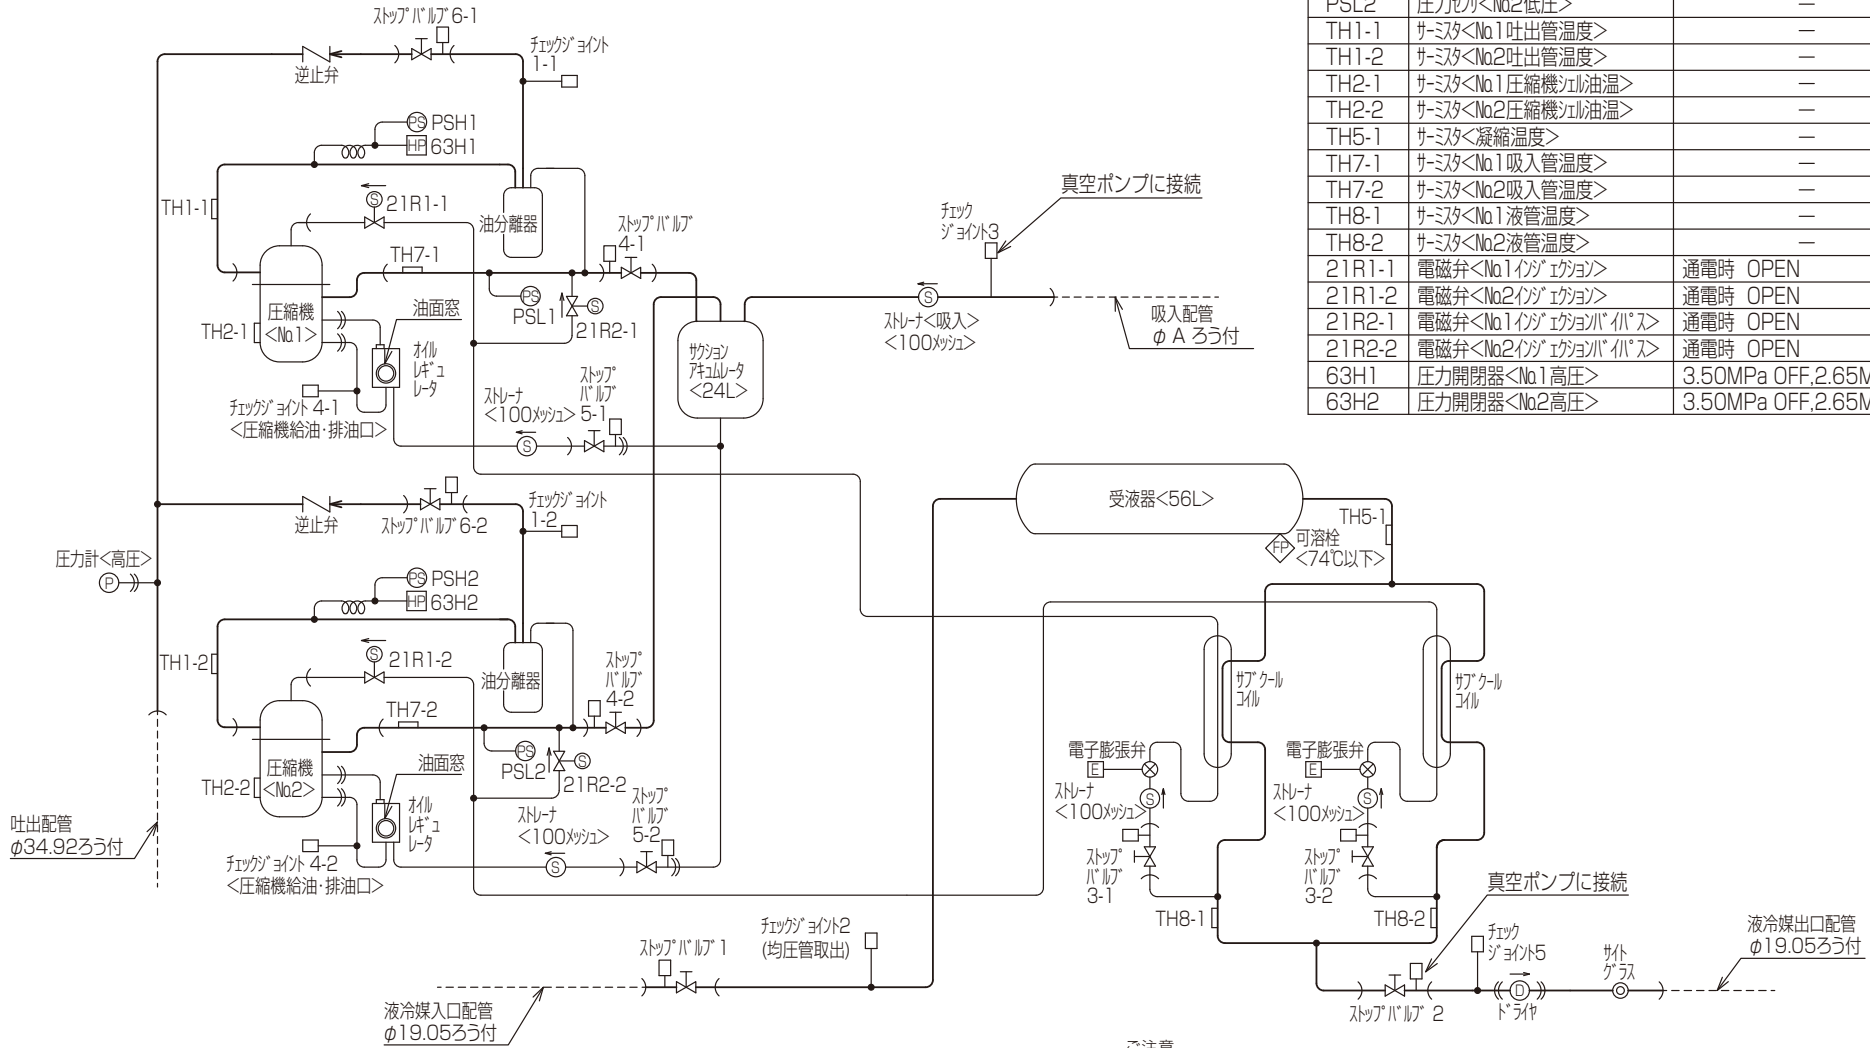 ストップバルブ6-1
チェックジョイント
1-1
逆止弁
PS PSH1
HP 63H1
TH1-1
S 21R1-1
油分離器
ストップバルブ
4-1
TH7-1
圧縮機
<No.1>
TH2-1
油面窓
PS
PSL1
S
21R2-1
オイル
レギュ
レータ
チェックジョイント 4-1
<圧縮機給油・排油口>
ストレーナ
<100メッシュ>
S
ストップ
バルブ
5-1
サクション
アキュムレータ
<24L>
チェック
ジョイント3
真空ポンプに接続
S
ストレーナ<吸入>
<100メッシュ>
吸入配管
φ A ろう付
PSL2 圧力センサ<No.2低圧> —
TH1-1 サーミスタ<No.1吐出管温度> —
TH1-2 サーミスタ<No.2吐出管温度> —
TH2-1 サーミスタ<No.1圧縮機シェル油温> —
TH2-2 サーミスタ<No.2圧縮機シェル油温> —
TH5-1 サーミスタ<凝縮温度> —
TH7-1 サーミスタ<No.1吸入管温度> —
TH7-2 サーミスタ<No.2吸入管温度> —
TH8-1 サーミスタ<No.1液管温度> —
TH8-2 サーミスタ<No.2液管温度> —
21R1-1 電磁弁<No.1インジェクション> 通電時 OPEN
21R1-2 電磁弁<No.2インジェクション> 通電時 OPEN
21R2-1 電磁弁<No.1インジェクションバイパス> 通電時 OPEN
21R2-2 電磁弁<No.2インジェクションバイパス> 通電時 OPEN
63H1 圧力開閉器<No.1高圧> 3.50MPa OFF,2.65M
63H2 圧力開閉器<No.2高圧> 3.50MPa OFF,2.65M
逆止弁
ストップバルブ6-2
チェックジョイント
1-2
圧力計<高圧>
P
PS PSH2
HP 63H2
TH1-2
S 21R1-2
油分離器
ストップ
バルブ
4-2
TH7-2
圧縮機
<No.2>
TH2-2
油面窓
PS
PSL2
S
21R2-2
オイル
レギュ
レータ
チェックジョイント 4-2
<圧縮機給油・排油口>
ストレーナ
<100メッシュ>
S
ストップ
バルブ
5-2
吐出配管
φ34.92ろう付
受液器<56L>
TH5-1
FP
可溶栓
<74℃以下>
サブクール
コイル
サブクール
コイル
電子膨張弁
E
ストレーナ
<100メッシュ>
S
ストップ
バルブ
3-1
TH8-1
電子膨張弁
E
ストレーナ
<100メッシュ>
S
ストップ
バルブ
3-2
TH8-2
真空ポンプに接続
ストップバルブ1
チェックジョイント2
(均圧管取出)
液冷媒入口配管
φ19.05ろう付
ストップバルブ 2
チェック
ジョイント5
D
ドライヤ
サイト
グラス
液冷媒出口配管
φ19.05ろう付
ご注意